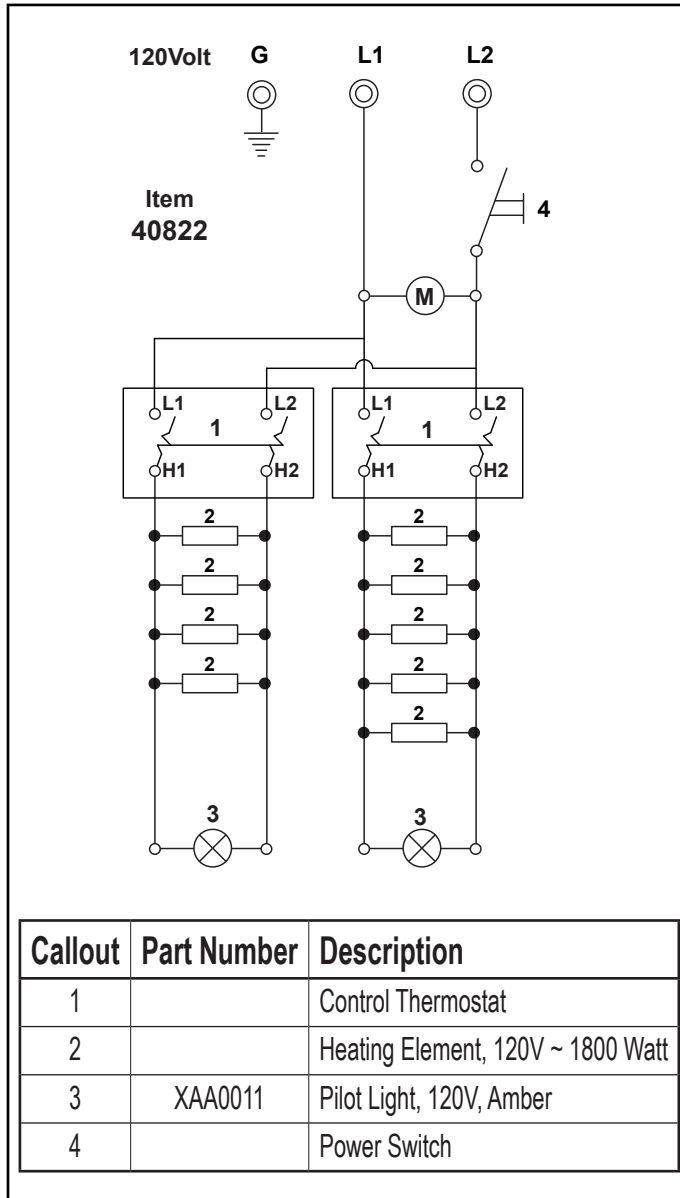 120Volt G L1 L2
Item
40822
4
M
L1 L2 L1 L2
1 1
H1 H2 H1 H2
2 2
2 2
2 2
2 2
2
3 3
Callout Part Number Description
1 Control Thermostat
2 Heating Element, 120V ~ 1800 Watt
3 XAA0011 Pilot Light, 120V, Amber
4 Power Switch